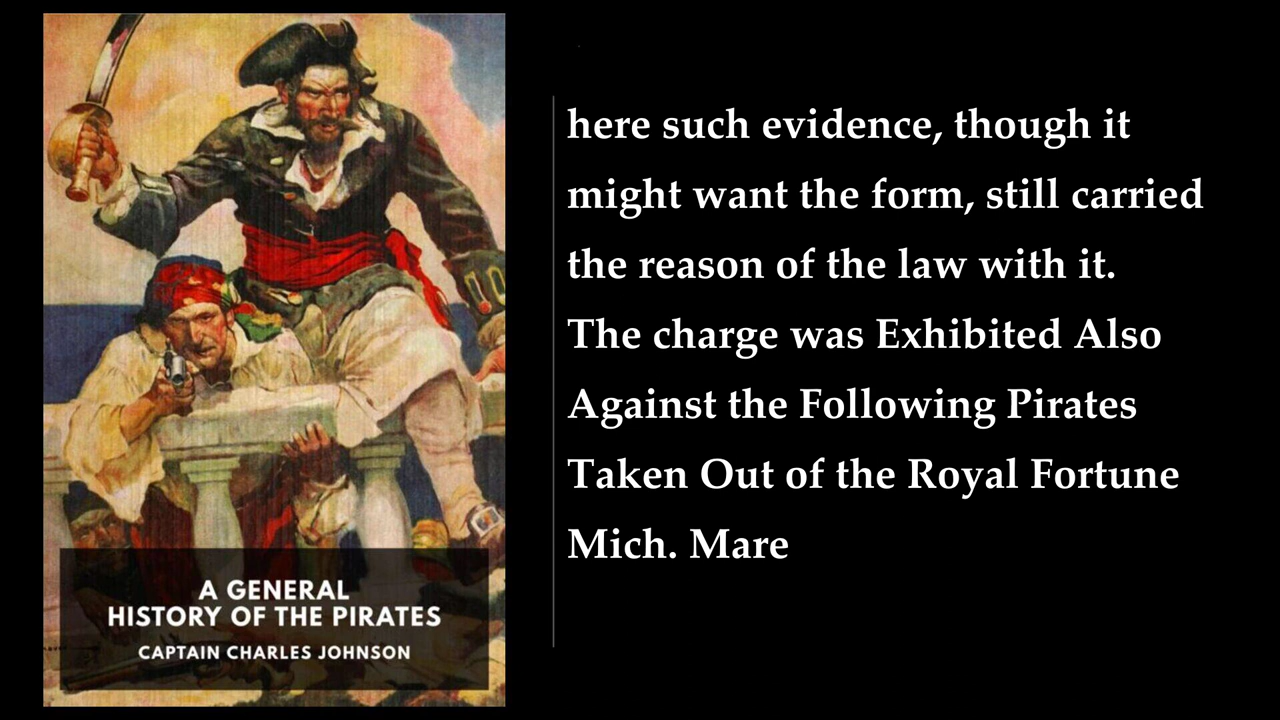 A GENERAL
HISTORY OF THE PIRATES
CAPTAIN CHARLES JOHNSON
here such evidence, though it
might want the form, still carried
the reason of the law with it.
The charge was Exhibited Also
Against the Following Pirates
Taken Out of the Royal Fortune
Mich. Mare